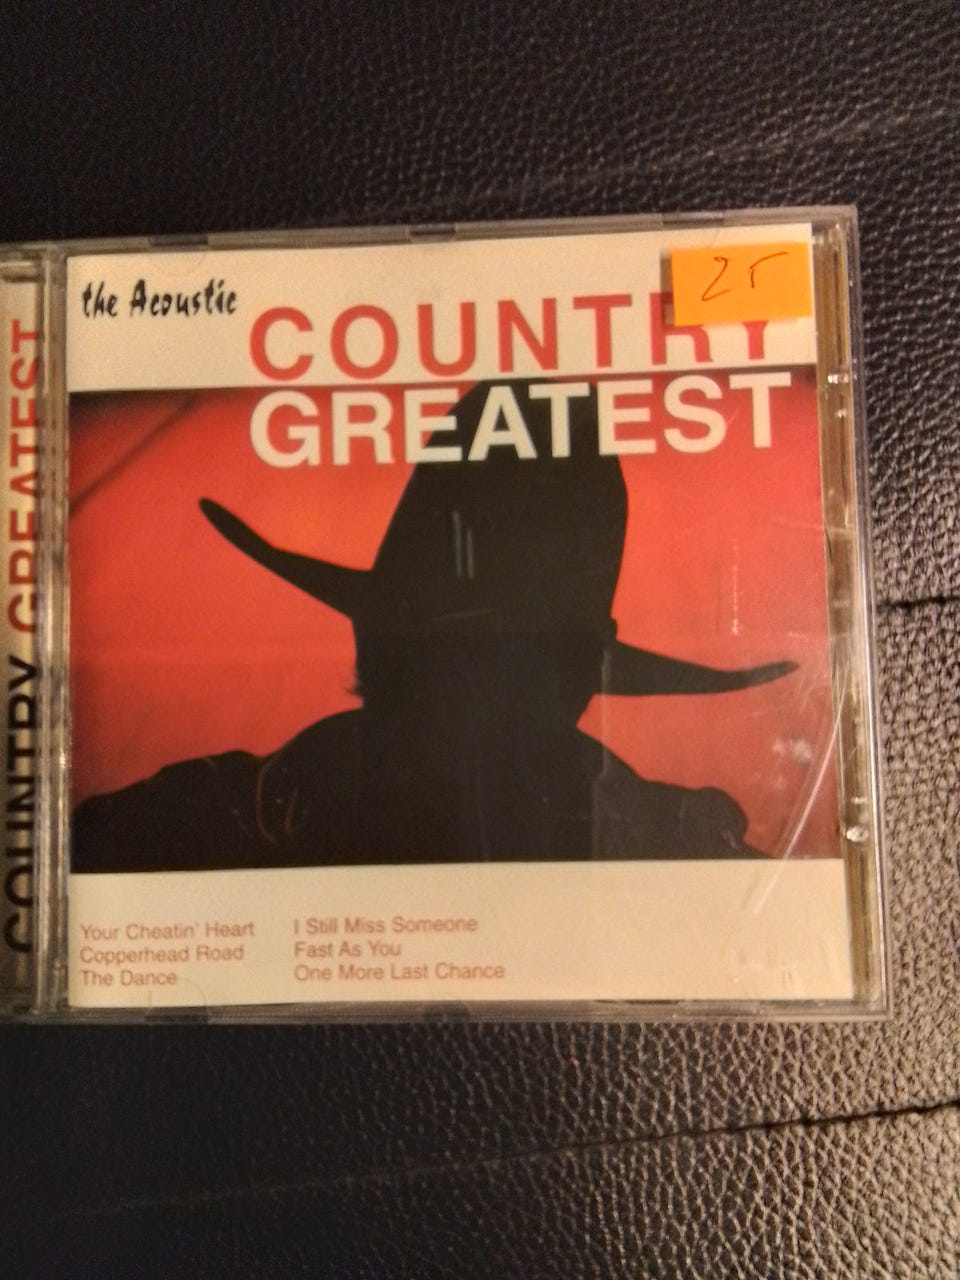 the Acoustic
COUNTRY
GREATEST
25
COUNTRY GREATEST
Your Cheatin' Heart
Copperhead Road
The Dance
I Still Miss Someone
Fast As You
One More Last Chance